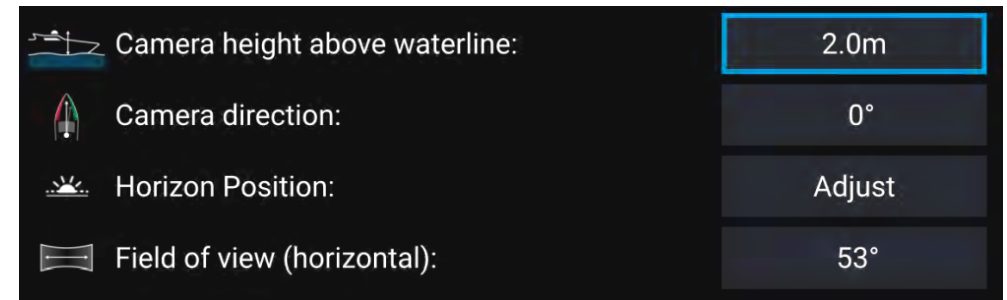 Camera height above waterline: 2.0m
Camera direction: 0°
Horizon Position: Adjust
Field of view (horizontal): 53°